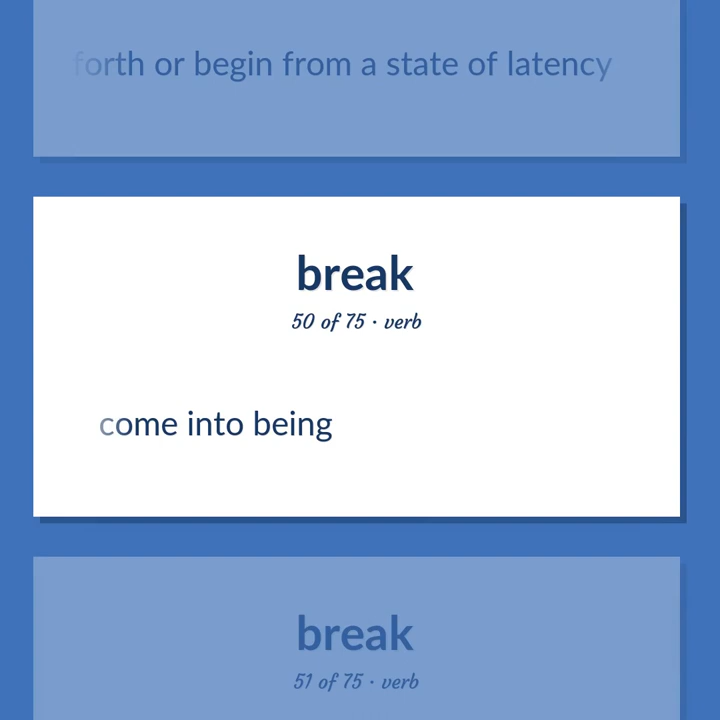 forth or begin from a state of latency
break
50 of 75 · verb
come into being
break
51 of 75 · verb